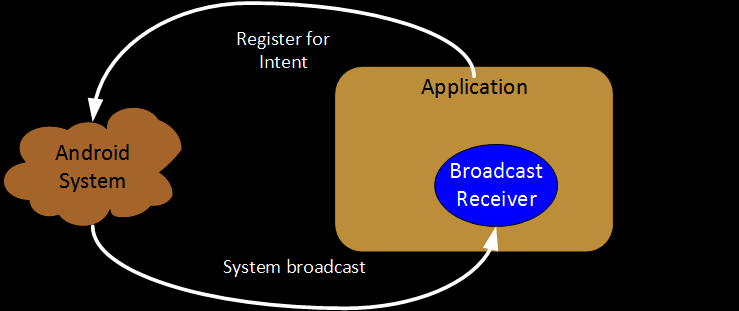 Register for
Intent
Application
Android
System
Broadcast
Receiver
System broadcast